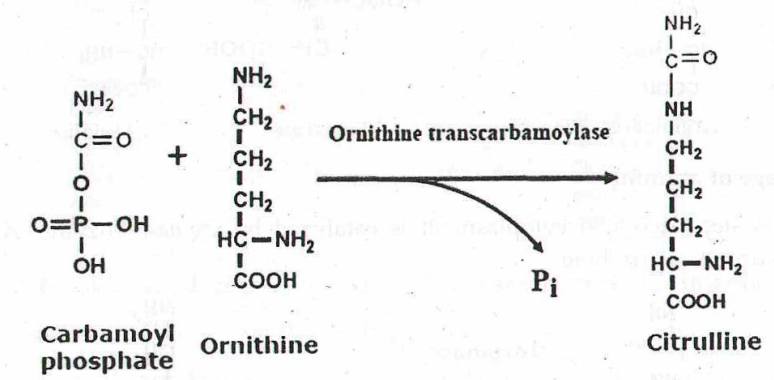 NH2
C=O
O
O=P—OH
OH
Carbamoyl
phosphate
+
NH2
CH2
CH2
CH2
HC—NH2
COOH
Ornithine
Ornithine transcarbamoylase
Pi
NH2
C=O
NH
CH2
CH2
CH2
HC—NH2
COOH
Citrulline